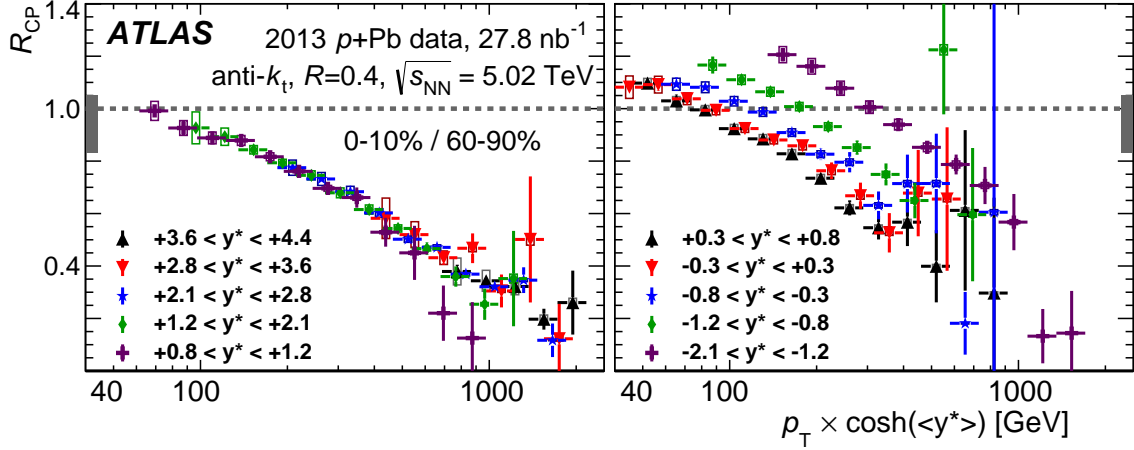 R_CP
1.4
1.0
0.4
ATLAS
2013 p+Pb data, 27.8 nb⁻¹
anti-k_t, R=0.4, √s_NN = 5.02 TeV
0-10% / 60-90%
+3.6 < y* < +4.4
+2.8 < y* < +3.6
+2.1 < y* < +2.8
+1.2 < y* < +2.1
+0.8 < y* < +1.2
40 100 1000
+0.3 < y* < +0.8
-0.3 < y* < +0.3
-0.8 < y* < -0.3
-1.2 < y* < -0.8
-2.1 < y* < -1.2
40 100 1000
p_T × cosh(<y*>) [GeV]